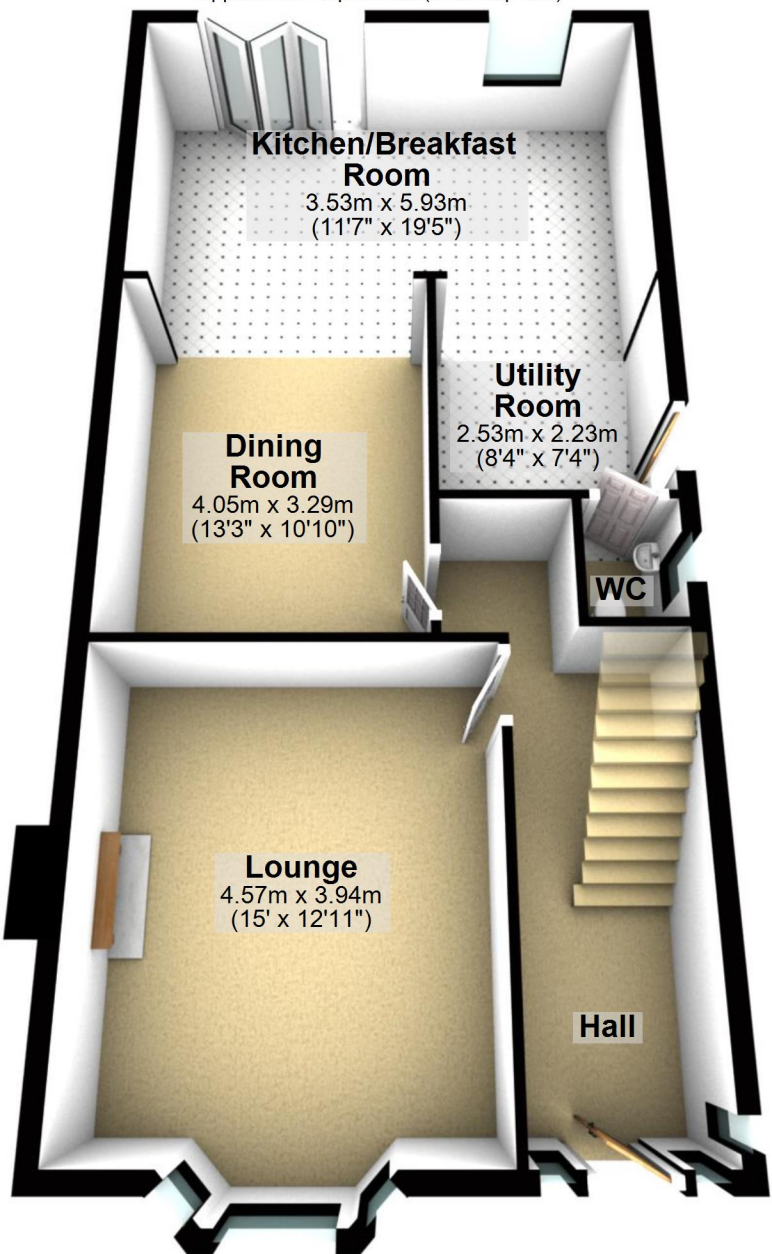 Kitchen/Breakfast
Room
3.53m x 5.93m
(11'7" x 19'5")
Utility
Room
2.53m x 2.23m
(8'4" x 7'4")
Dining
Room
4.05m x 3.29m
(13'3" x 10'10")
WC
Lounge
4.57m x 3.94m
(15' x 12'11")
Hall